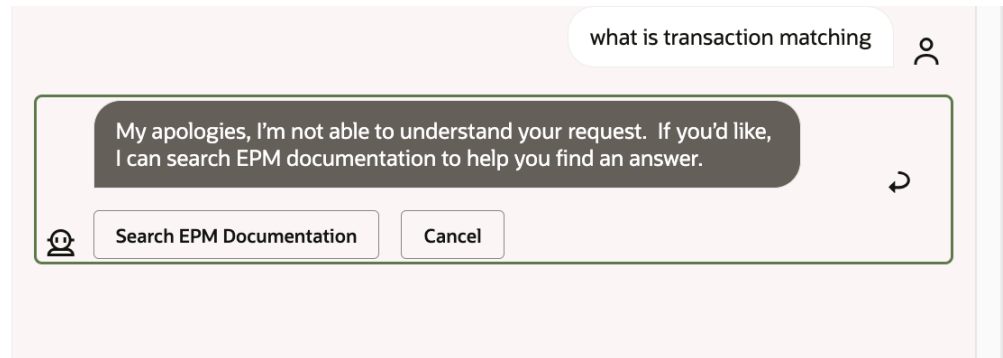 what is transaction matching
My apologies, I'm not able to understand your request.  If you'd like,
I can search EPM documentation to help you find an answer.
Search EPM Documentation
Cancel